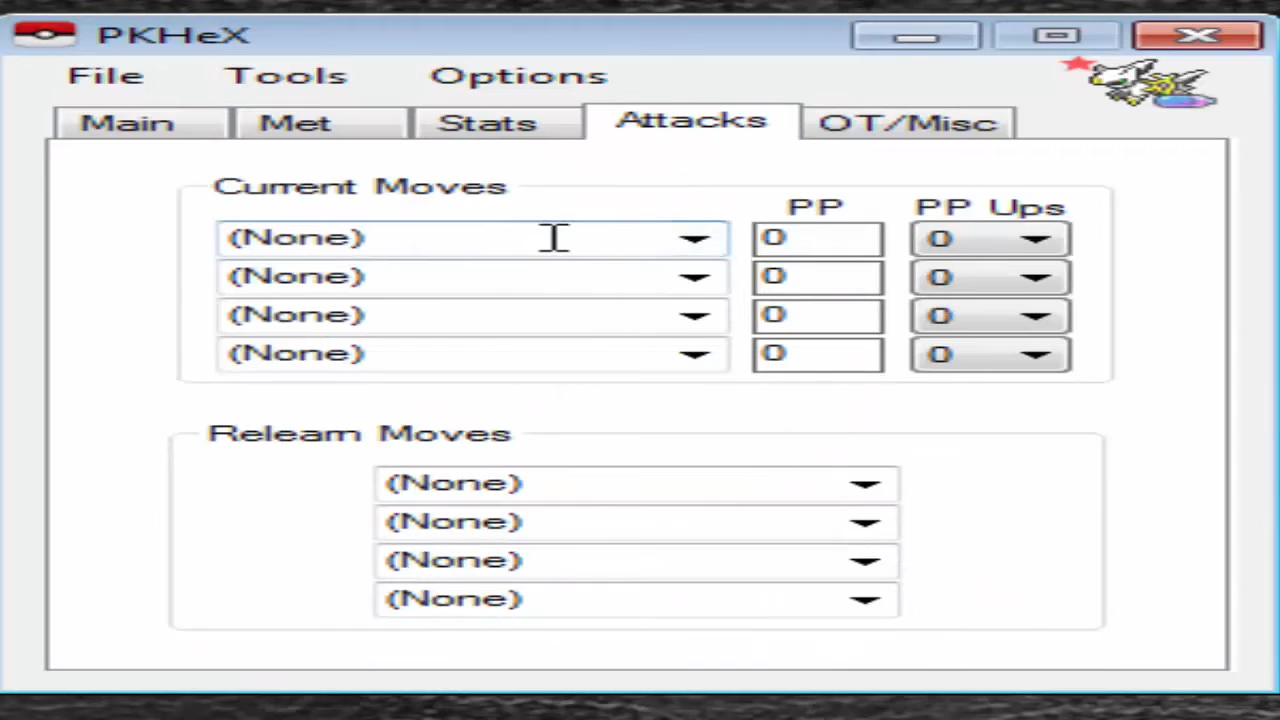 PKHeX
File Tools Options
Main Met Stats Attacks OT/Misc
Current Moves
PP PP Ups
(None) 0 0
(None) 0 0
(None) 0 0
(None) 0 0
Relearn Moves
(None)
(None)
(None)
(None)